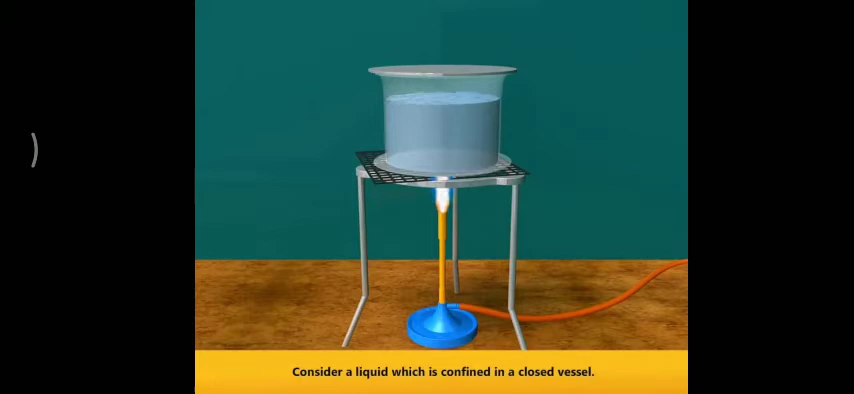 Consider a liquid which is confined in a closed vessel.